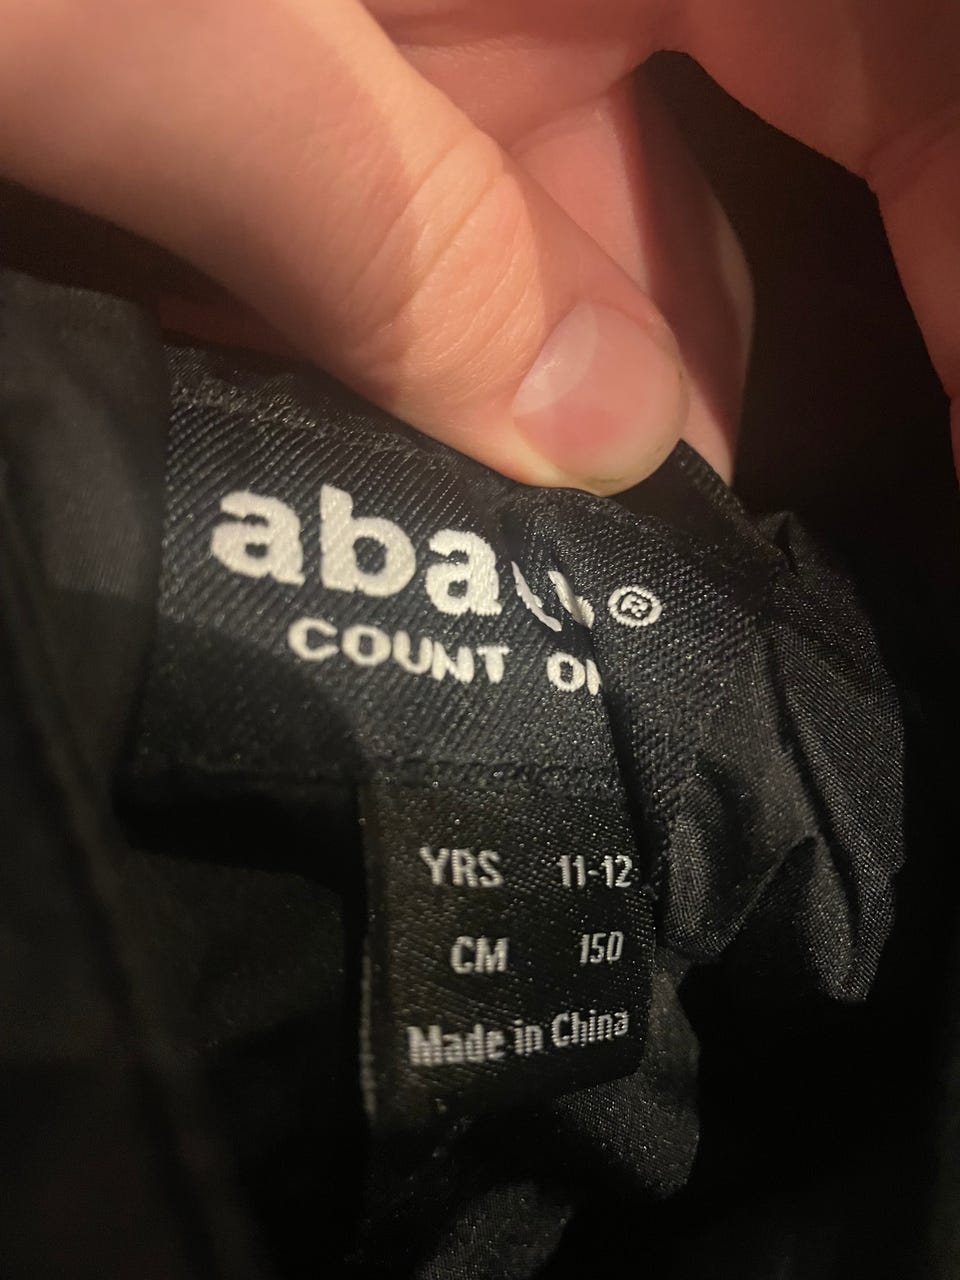 aba
COUNT
YRS 11-12
CM 150
Made in China